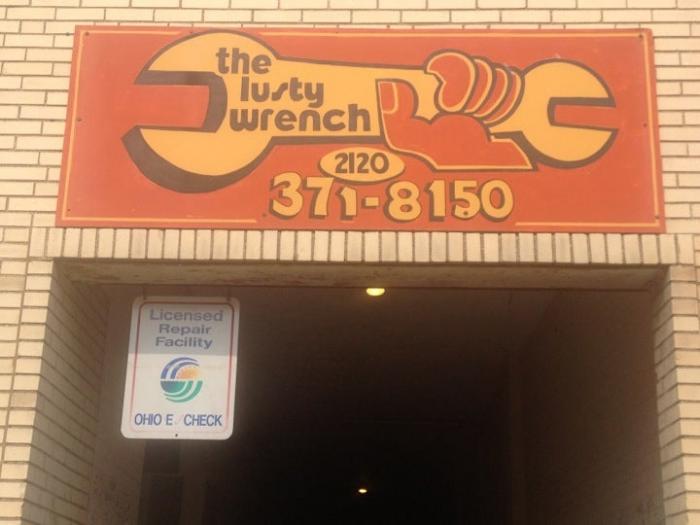 the
lusty
wrench
2120
371-8150
Licensed
Repair
Facility
OHIO E✓CHECK